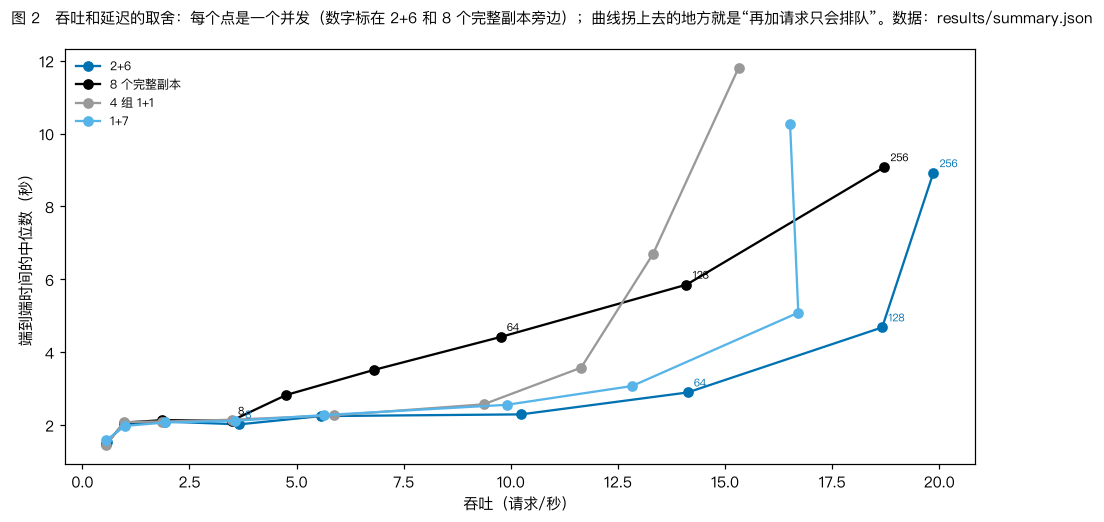 图 2　吞吐和延迟的取舍：每个点是一个并发（数字标在 2+6 和 8 个完整副本旁边）；曲线拐上去的地方就是“再加请求只会排队”。数据：results/summary.json
2+6
8 个完整副本
4 组 1+1
1+7
端到端时间的中位数（秒）
12
10
8
6
4
2
256
256
128
128
64
64
8
0.0 2.5 5.0 7.5 10.0 12.5 15.0 17.5 20.0
吞吐（请求/秒）